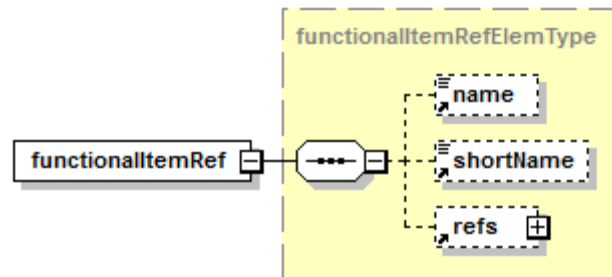 functionalItemRefElemType
name
functionalItemRef
shortName
refs